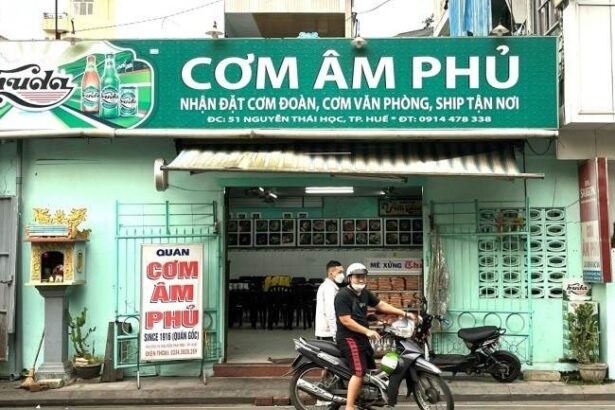 Huda
CƠM ÂM PHỦ
NHẬN ĐẶT CƠM ĐOÀN, CƠM VĂN PHÒNG, SHIP TẬN NƠI
ĐC: 51 NGUYỄN THÁI HỌC, TP. HUẾ * ĐT: 0914 478 338
MÈ XỬNG
QUÁN
CƠM
ÂM
PHỦ
SINCE 1916 (QUÁN GỐC)